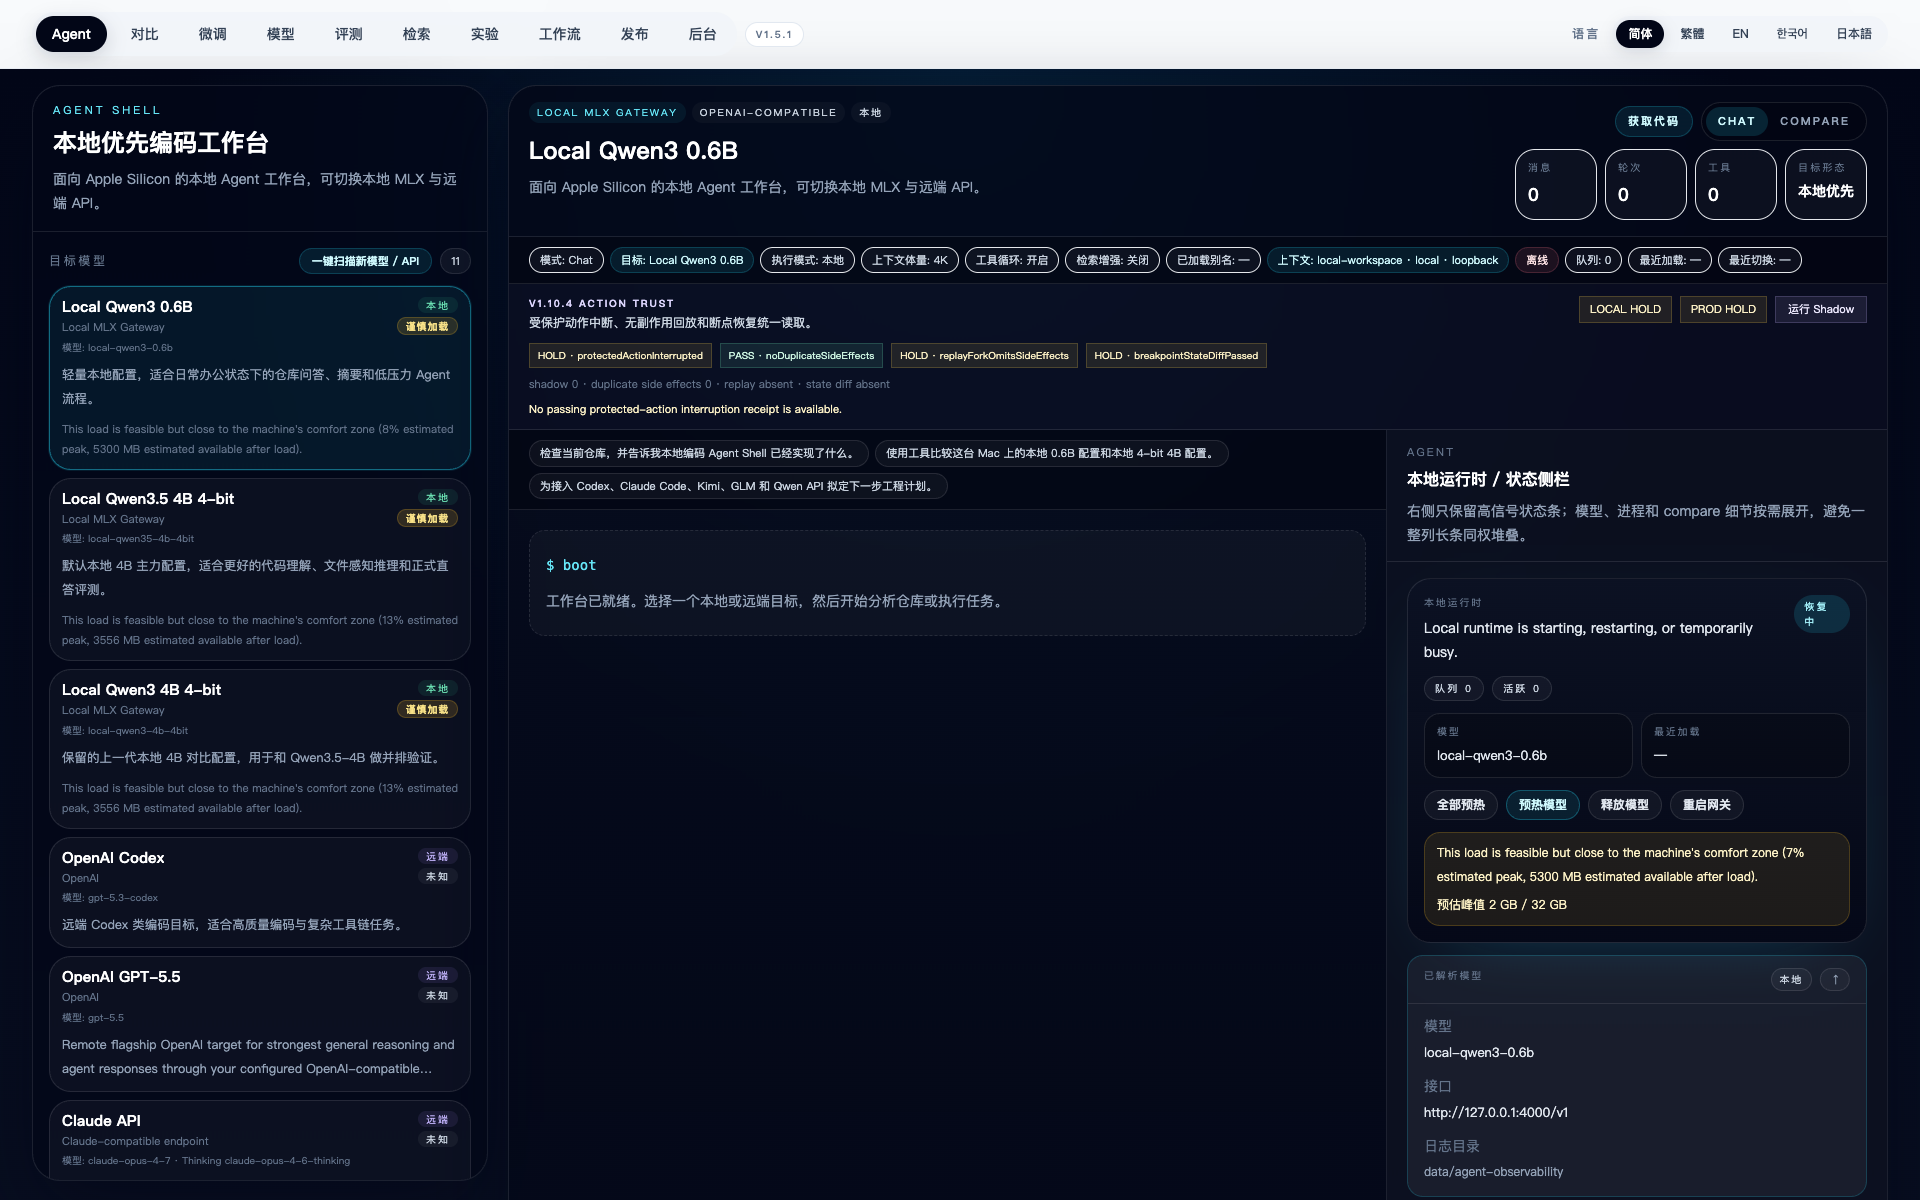 Agent
对比
微调
模型
评测
检索
实验
工作流
发布
后台
V1.5.1
语言
简体
繁體
EN
한국어
日本語
AGENT SHELL
本地优先编码工作台
面向 Apple Silicon 的本地 Agent 工作台，可切换本地 MLX 与远
端 API。
目标模型
一键扫描新模型 / API
11
Local Qwen3 0.6B
本地
Local MLX Gateway
谨慎加载
模型: local-qwen3-0.6b
轻量本地配置，适合日常办公状态下的仓库问答、摘要和低压力 Agent
流程。
This load is feasible but close to the machine's comfort zone (8% estimated
peak, 5300 MB estimated available after load).
Local Qwen3.5 4B 4-bit
本地
Local MLX Gateway
谨慎加载
模型: local-qwen35-4b-4bit
默认本地 4B 主力配置，适合更好的代码理解、文件感知推理和正式直
答评测。
This load is feasible but close to the machine's comfort zone (13% estimated
peak, 3556 MB estimated available after load).
Local Qwen3 4B 4-bit
本地
Local MLX Gateway
谨慎加载
模型: local-qwen3-4b-4bit
保留的上一代本地 4B 对比配置，用于和 Qwen3.5-4B 做并排验证。
This load is feasible but close to the machine's comfort zone (13% estimated
peak, 3556 MB estimated available after load).
OpenAI Codex
远端
OpenAI
未知
模型: gpt-5.3-codex
远端 Codex 类编码目标，适合高质量编码与复杂工具链任务。
OpenAI GPT-5.5
远端
OpenAI
未知
模型: gpt-5.5
Remote flagship OpenAI target for strongest general reasoning and
agent responses through your configured OpenAI-compatible...
Claude API
远端
Claude-compatible endpoint
未知
模型: claude-opus-4-7 · Thinking claude-opus-4-6-thinking
LOCAL MLX GATEWAY
OPENAI-COMPATIBLE
本地
Local Qwen3 0.6B
面向 Apple Silicon 的本地 Agent 工作台，可切换本地 MLX 与远端 API。
获取代码
CHAT
COMPARE
消息
0
轮次
0
工具
0
目标形态
本地优先
模式: Chat
目标: Local Qwen3 0.6B
执行模式: 本地
上下文体量: 4K
工具循环: 开启
检索增强: 关闭
已加载别名: —
上下文: local-workspace · local · loopback
离线
队列: 0
最近加载: —
最近切换: —
V1.10.4 ACTION TRUST
受保护动作中断、无副作用回放和断点恢复统一读取。
LOCAL HOLD
PROD HOLD
运行 Shadow
HOLD · protectedActionInterrupted
PASS · noDuplicateSideEffects
HOLD · replayForkOmitsSideEffects
HOLD · breakpointStateDiffPassed
shadow 0 · duplicate side effects 0 · replay absent · state diff absent
No passing protected-action interruption receipt is available.
检查当前仓库，并告诉我本地编码 Agent Shell 已经实现了什么。
使用工具比较这台 Mac 上的本地 0.6B 配置和本地 4-bit 4B 配置。
为接入 Codex、Claude Code、Kimi、GLM 和 Qwen API 拟定下一步工程计划。
$ boot
工作台已就绪。选择一个本地或远端目标，然后开始分析仓库或执行任务。
AGENT
本地运行时 / 状态侧栏
右侧只保留高信号状态条；模型、进程和 compare 细节按需展开，避免一
整列长条同权堆叠。
本地运行时
恢复
中
Local runtime is starting, restarting, or temporarily
busy.
队列 0
活跃 0
模型
local-qwen3-0.6b
最近加载
—
全部预热
预热模型
释放模型
重启网关
This load is feasible but close to the machine's comfort zone (7%
estimated peak, 5300 MB estimated available after load).
预估峰值 2 GB / 32 GB
已解析模型
本地
↑
模型
local-qwen3-0.6b
接口
http://127.0.0.1:4000/v1
日志目录
data/agent-observability